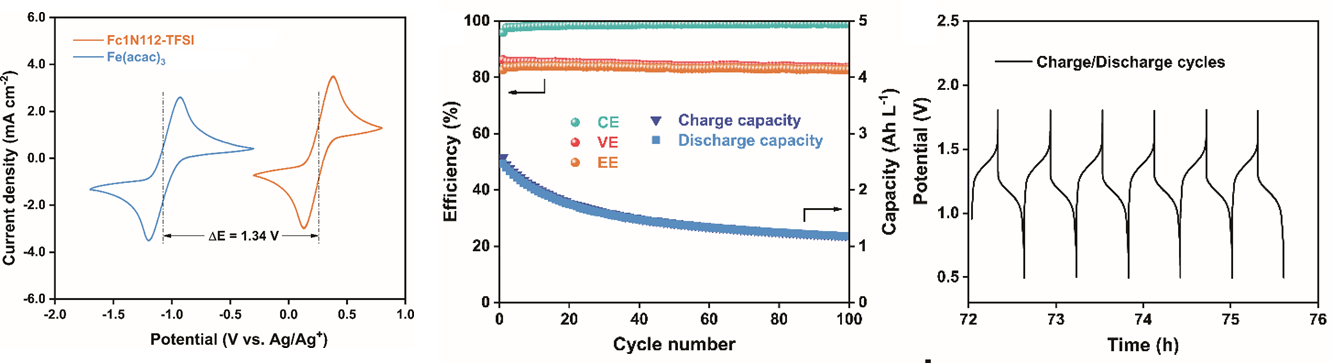 6.0
4.0
2.0
0.0
-2.0
-4.0
-6.0
Current density (mA cm⁻²)
Fc1N112-TFSI
Fe(acac)₃
ΔE = 1.34 V
-2.0 -1.5 -1.0 -0.5 0.0 0.5 1.0
Potential (V vs. Ag/Ag⁺)
100
80
60
40
20
0
Efficiency (%)
CE
VE
EE
Charge capacity
Discharge capacity
5
4
3
2
1
0
Capacity (Ah L⁻¹)
0 20 40 60 80 100
Cycle number
2.5
2.0
1.5
1.0
0.5
Potential (V)
Charge/Discharge cycles
72 73 74 75 76
Time (h)